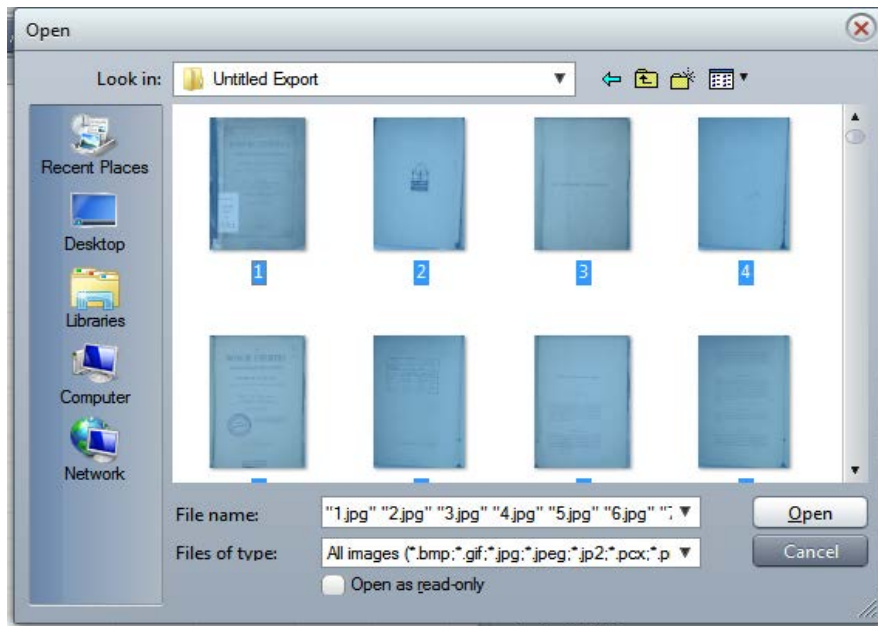 Open
Look in: Untitled Export
Recent Places
Desktop
Libraries
Computer
Network
1 2 3 4
File name: "1.jpg" "2.jpg" "3.jpg" "4.jpg" "5.jpg" "6.jpg" "7
Open
Files of type: All images (*.bmp;*.gif;*.jpg;*.jpeg;*.jp2;*.pcx;*.p
Cancel
Open as read-only